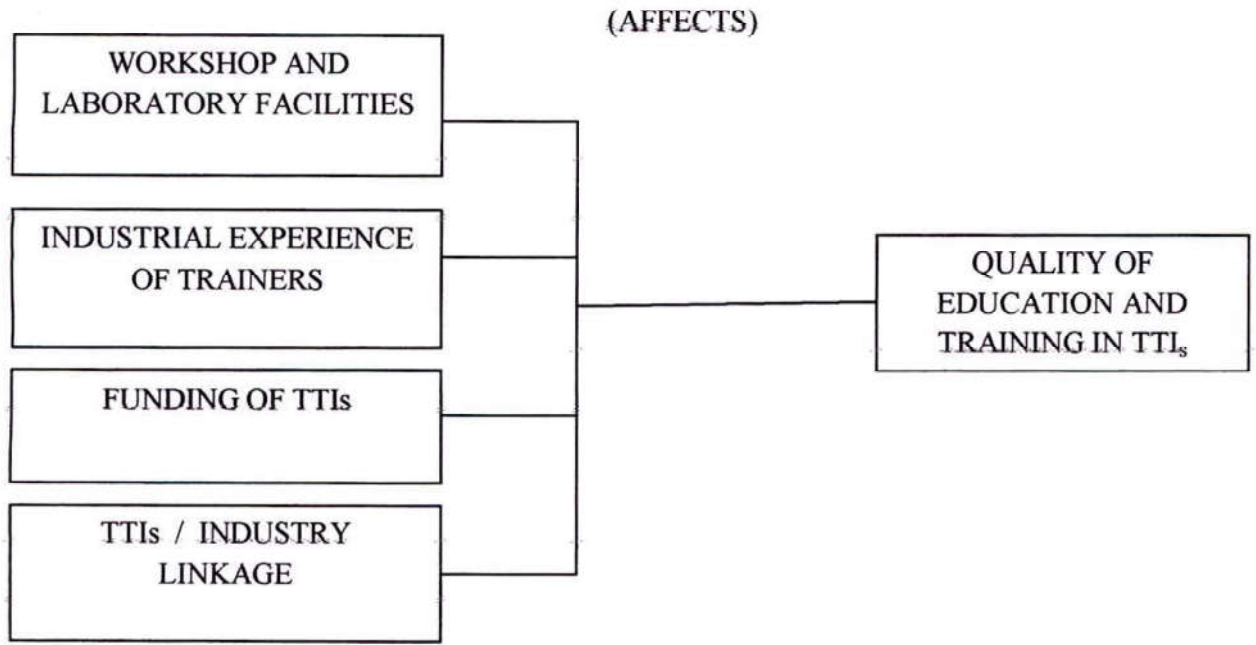 (AFFECTS)
WORKSHOP AND
LABORATORY FACILITIES
INDUSTRIAL EXPERIENCE
OF TRAINERS
FUNDING OF TTIs
TTIs / INDUSTRY
LINKAGE
QUALITY OF
EDUCATION AND
TRAINING IN TTIs